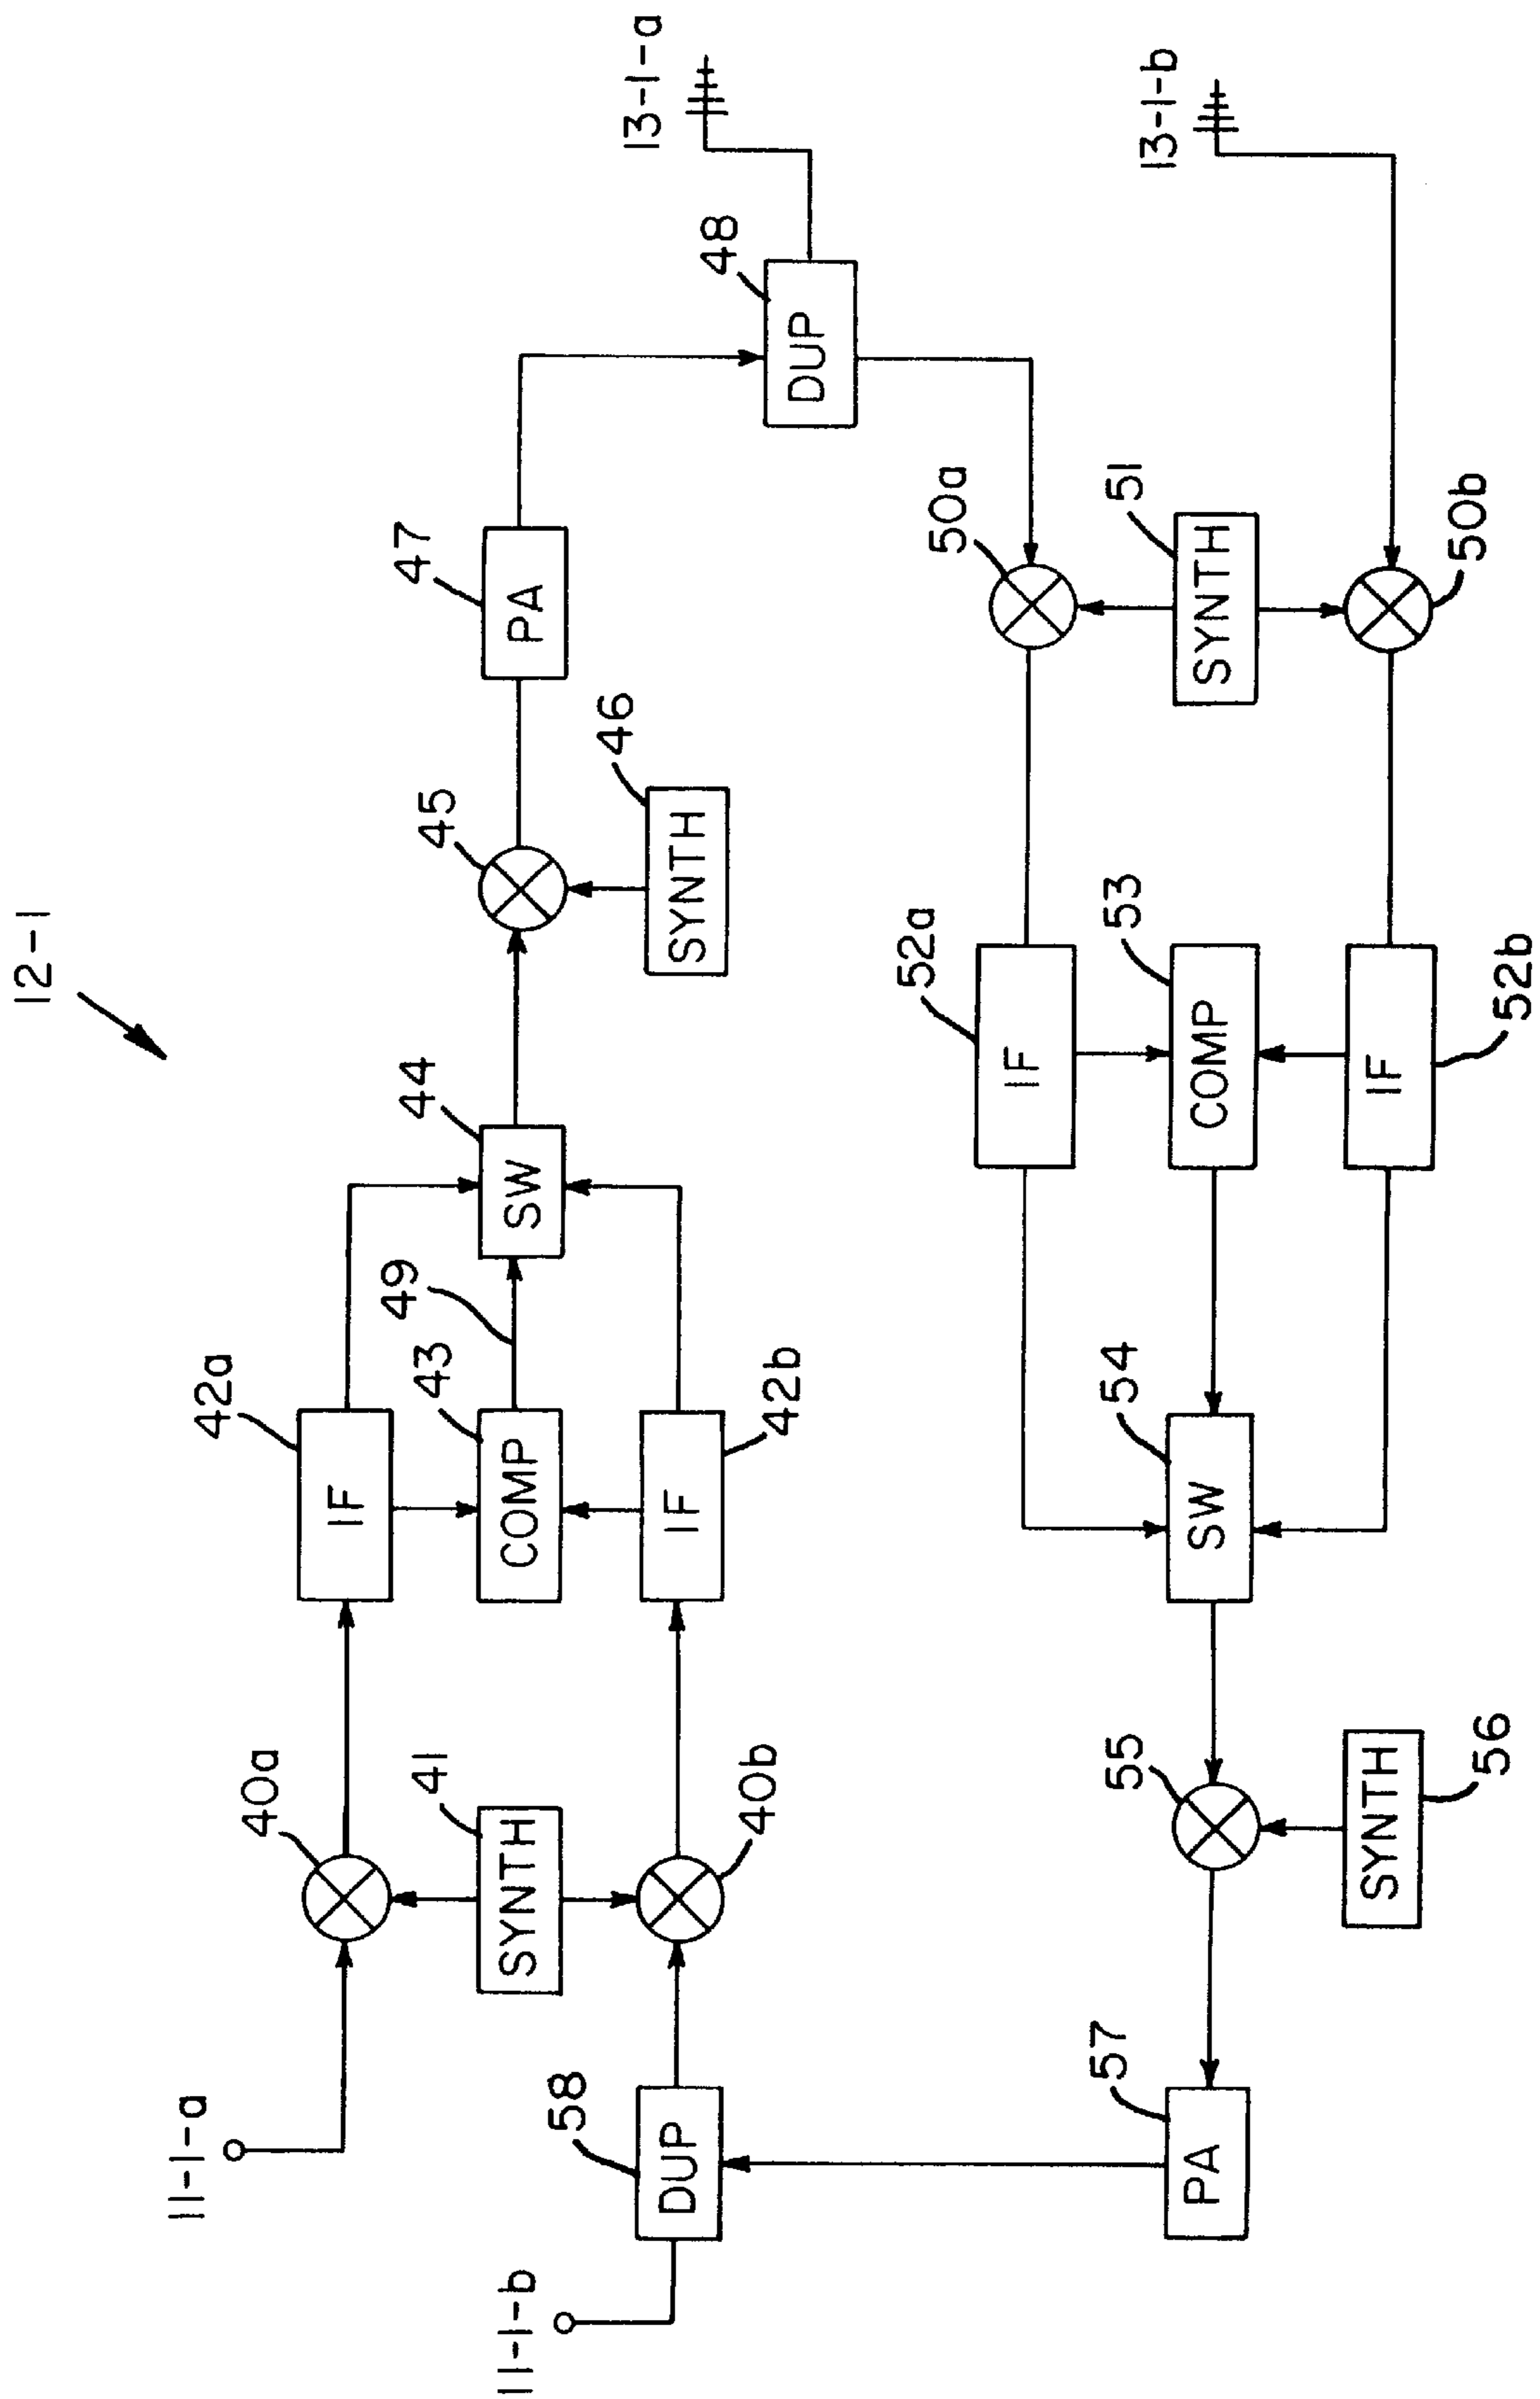 12-1
11-1-a
40a
42a
49
44
45
47
13-1-a
IF
SYNTH
41
COMP
43
SW
PA
SYNTH
46
48
DUP
11-1-b
58
DUP
40b
IF
42b
50a
52a
IF
13-1-b
57
PA
55
54
SW
COMP
53
SYNTH
51
SYNTH
56
IF
52b
50b